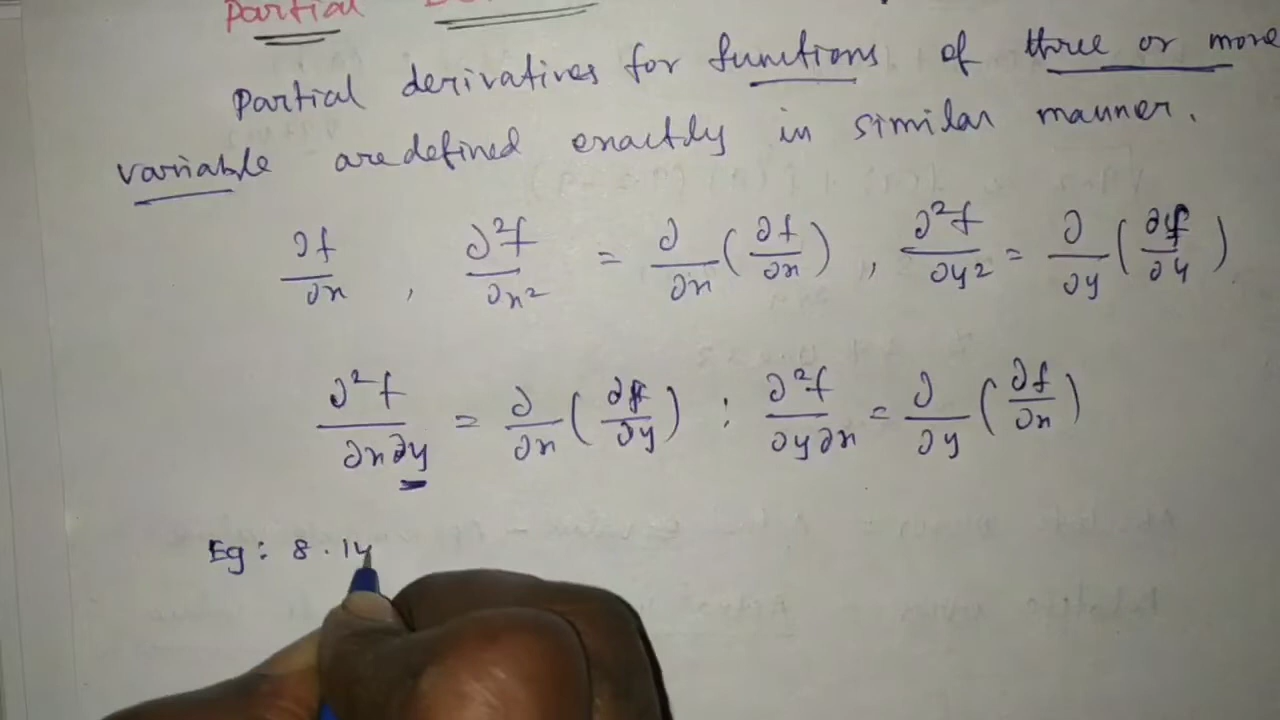 Partial
Partial derivatives for functions of three or more
variable are defined exactly in similar manner.
∂f/∂x , ∂²f/∂x² = ∂/∂x (∂f/∂x) , ∂²f/∂y² = ∂/∂y (∂f/∂y)
∂²f/∂x∂y = ∂/∂x (∂f/∂y) ; ∂²f/∂y∂x = ∂/∂y (∂f/∂x)
Eg: 8.14